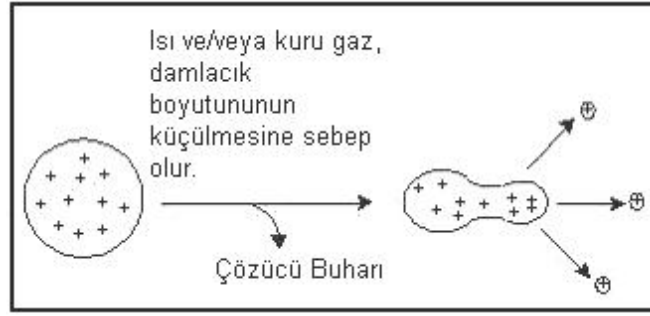 Isı ve/veya kuru gaz,
damlacık
boyutununun
küçülmesine sebep
olur.
Çözücü Buharı